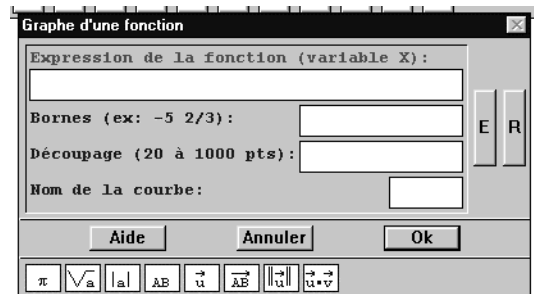 Graphe d'une fonction
Expression de la fonction (variable X):
Bornes (ex: -5 2/3):
Découpage (20 à 1000 pts):
Nom de la courbe:
E R
Aide Annuler Ok
π √a |a| AB u⃗ A͞B⃗ ‖u⃗‖ u⃗•v⃗